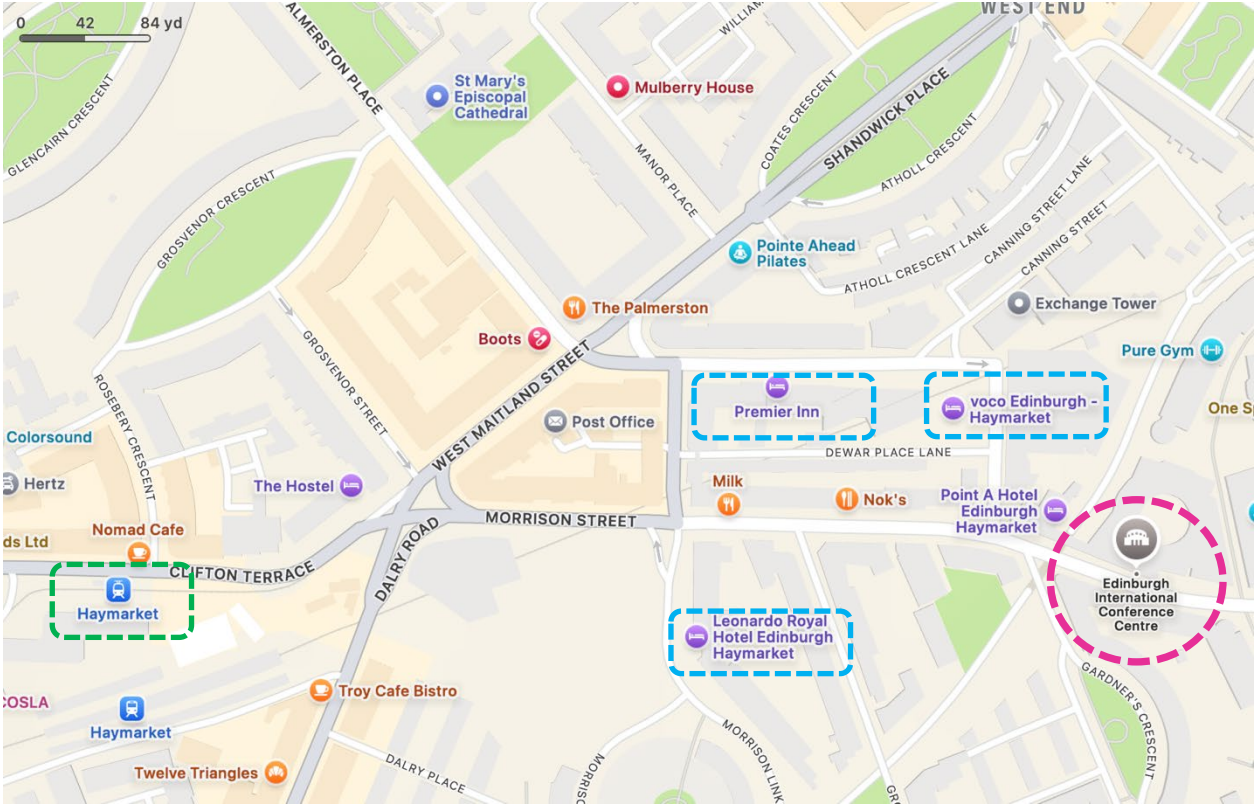 0 42 84 yd
WEST END
ALMERSTON PLACE
WILLIAM
St Mary's
Episcopal
Cathedral
Mulberry House
GLENCAIRN CRESCENT
COATES CRESCENT
SHANDWICK PLACE
ATHOLL CRESCENT
MANOR PLACE
GROSVENOR CRESCENT
CANNING STREET LANE
CANNING STREET
Pointe Ahead
Pilates
ATHOLL CRESCENT LANE
The Palmerston
Exchange Tower
Boots
Pure Gym
GROSVENOR STREET
WEST MAITLAND STREET
ROSEBERY CRESCENT
Premier Inn
voco Edinburgh -
Haymarket
One S
Post Office
Colorsound
DEWAR PLACE LANE
Hertz
The Hostel
Milk
Nok's
Point A Hotel
Edinburgh
Haymarket
MORRISON STREET
Nomad Cafe
ds Ltd
CLIFTON TERRACE
DALRY ROAD
Haymarket
Edinburgh
International
Conference
Centre
Leonardo Royal
Hotel Edinburgh
Haymarket
COSLA
Troy Cafe Bistro
Haymarket
GARDNER'S CRESCENT
MORRISON LINK
DALRY PLACE
MORRISO
Twelve Triangles
GRO